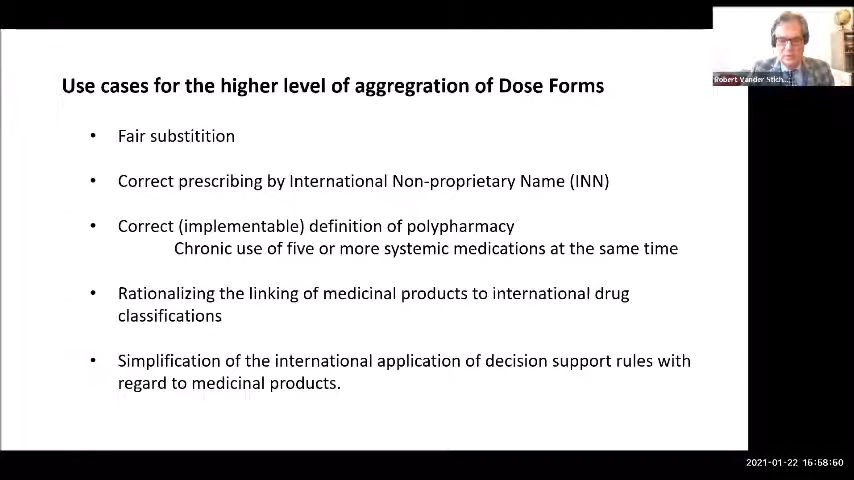 Robert Vander Stich...
Use cases for the higher level of aggregration of Dose Forms
• Fair substitition
• Correct prescribing by International Non-proprietary Name (INN)
• Correct (implementable) definition of polypharmacy
Chronic use of five or more systemic medications at the same time
• Rationalizing the linking of medicinal products to international drug
classifications
• Simplification of the international application of decision support rules with
regard to medicinal products.
2021-01-22 16:58:50